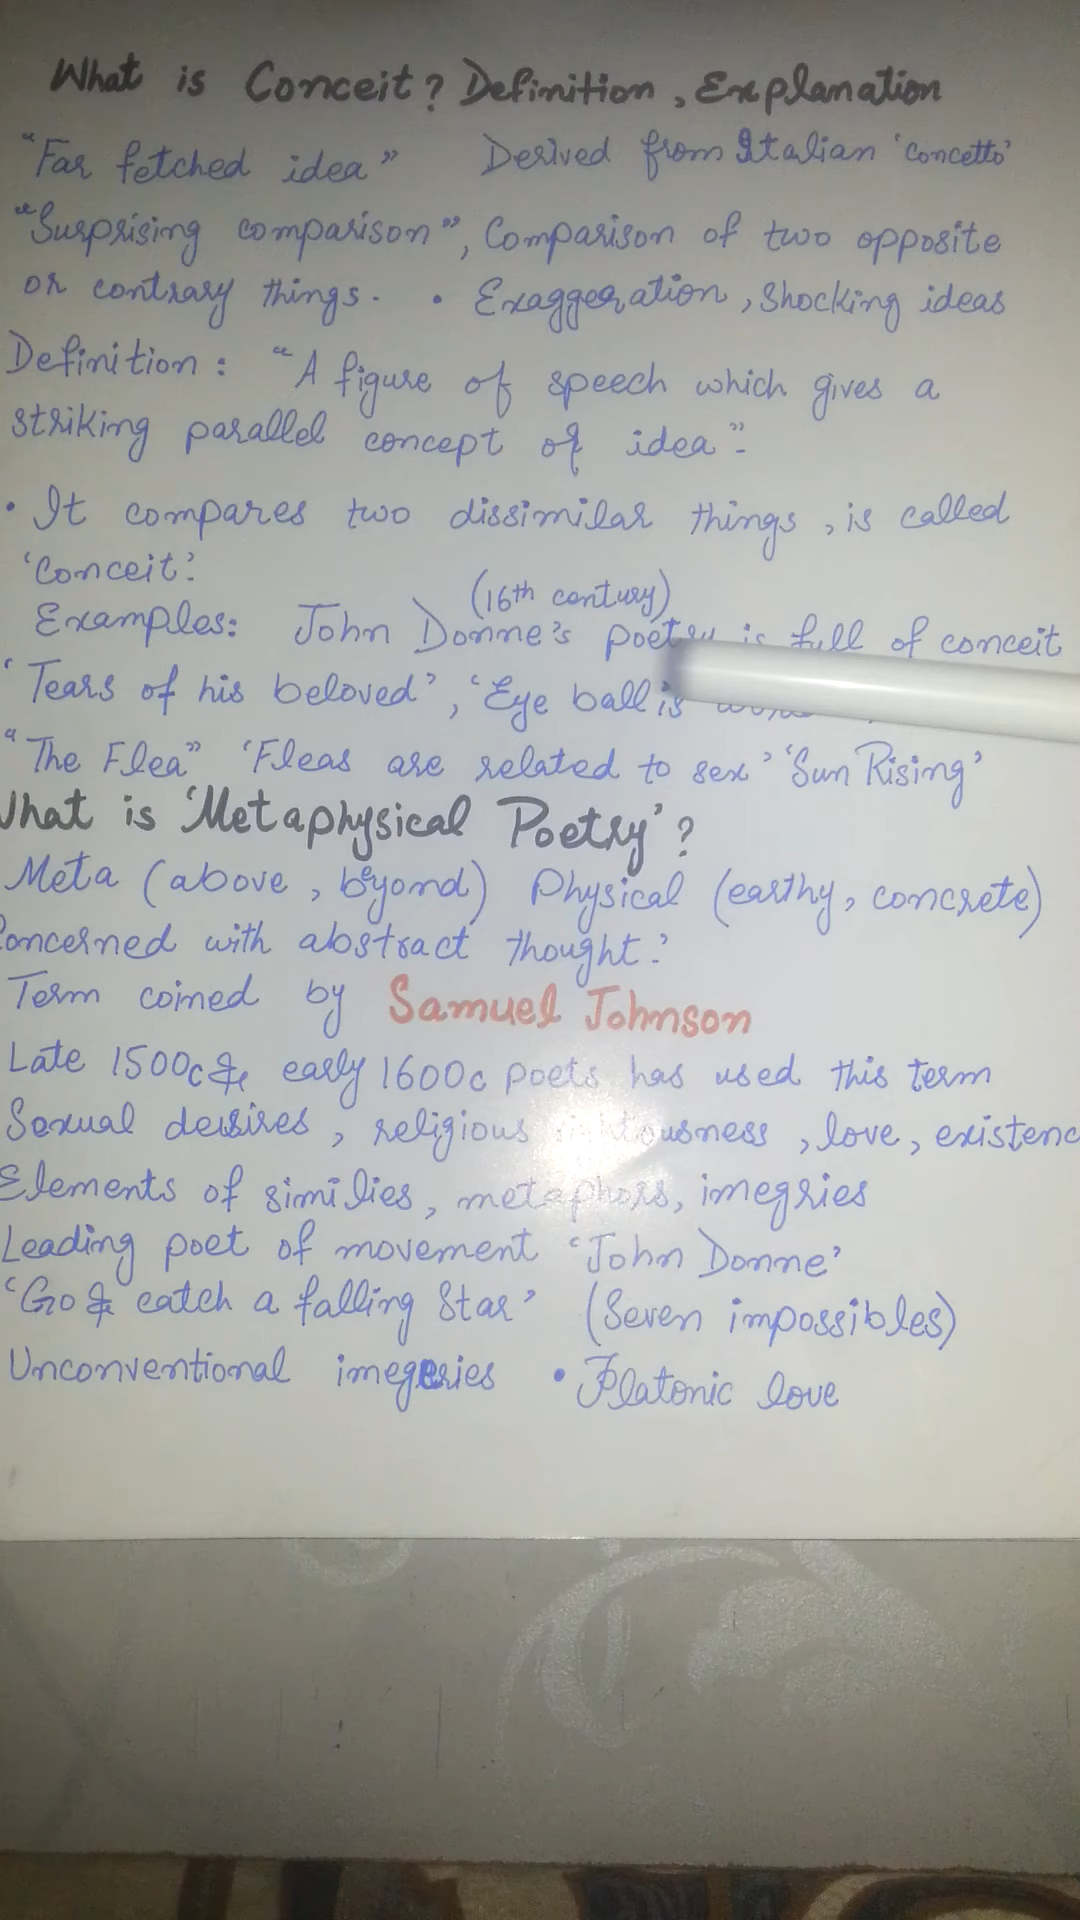 What is Conceit? Definition, Explanation
"Far fetched idea" Derived from Italian 'concetto'
"Surprising comparison", Comparison of two opposite
or contrary things. • Exaggeration, Shocking ideas
Definition: "A figure of speech which gives a
striking parallel concept of idea".
• It compares two dissimilar things, is called
'Conceit'.
(16th century)
Examples: John Donne's poetry is full of conceit
'Tears of his beloved', 'Eye ball is
"The Flea" 'Fleas are related to sex' 'Sun Rising'
What is 'Metaphysical Poetry'?
Meta (above, beyond) Physical (earthy, concrete)
Concerned with abstract thought.'
Term coined by Samuel Johnson
Late 1500c & early 1600c poets has used this term
Sexual desires, religious , love, existenc
Elements of similies, metaphors, imegries
Leading poet of movement 'John Donne'
'Go & catch a falling Star' (Seven impossibles)
Unconventional imegeries • Platonic love